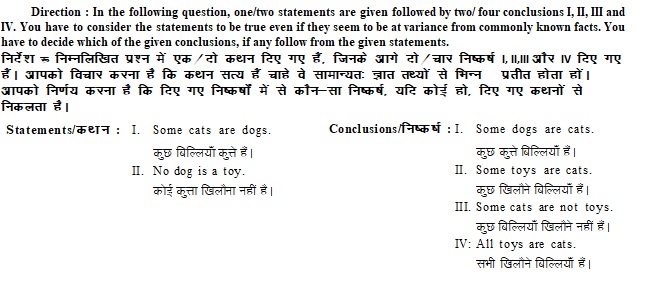 Direction : In the following question, one/two statements are given followed by two/ four conclusions I, II, III and
IV. You have to consider the statements to be true even if they seem to be at variance from commonly known facts. You
have to decide which of the given conclusions, if any follow from the given statements.
निर्देश ः निम्नलिखित प्रश्न में एक/दो कथन दिए गए हैं, जिनके आगे दो/चार निष्कर्ष I, II,III और IV दिए गए
हैं। आपको विचार करना है कि कथन सत्य हैं चाहे वे सामान्यतः ज्ञात तथ्यों से भिन्न प्रतीत होता हों।
आपको निर्णय करना है कि दिए गए निष्कर्षों में से कौन-सा निष्कर्ष, यदि कोई हो, दिए गए कथनों से
निकलता है।
Statements/कथन : I. Some cats are dogs. Conclusions/निष्कर्ष : I. Some dogs are cats.
कुछ बिल्लियाँ कुत्ते हैं। कुछ कुत्ते बिल्लियाँ हैं।
II. No dog is a toy. II. Some toys are cats.
कोई कुत्ता खिलौना नहीं है। कुछ खिलौने बिल्लियाँ हैं।
III. Some cats are not toys.
कुछ बिल्लियाँ खिलौने नहीं हैं।
IV: All toys are cats.
सभी खिलौने बिल्लियाँ हैं।